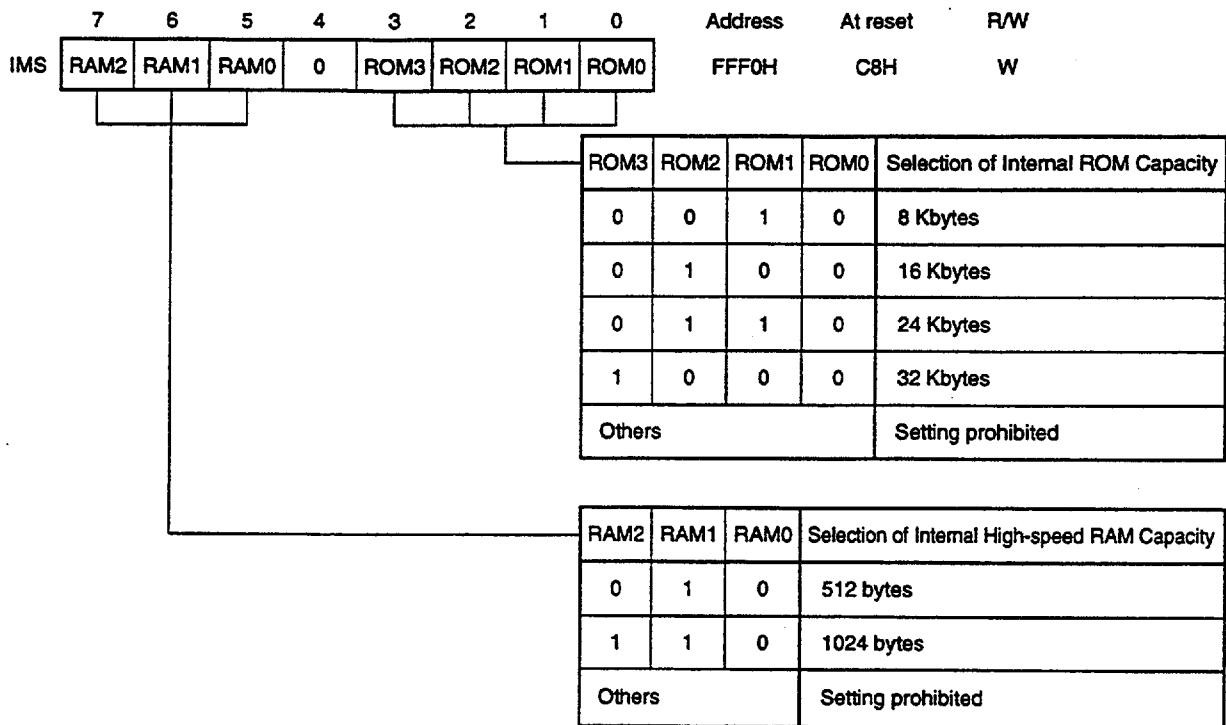 7 6 5 4 3 2 1 0 Address At reset R/W
IMS RAM2 RAM1 RAM0 0 ROM3 ROM2 ROM1 ROM0 FFF0H C8H W
ROM3 ROM2 ROM1 ROM0 Selection of Internal ROM Capacity
0 0 1 0 8 Kbytes
0 1 0 0 16 Kbytes
0 1 1 0 24 Kbytes
1 0 0 0 32 Kbytes
Others Setting prohibited
RAM2 RAM1 RAM0 Selection of Internal High-speed RAM Capacity
0 1 0 512 bytes
1 1 0 1024 bytes
Others Setting prohibited